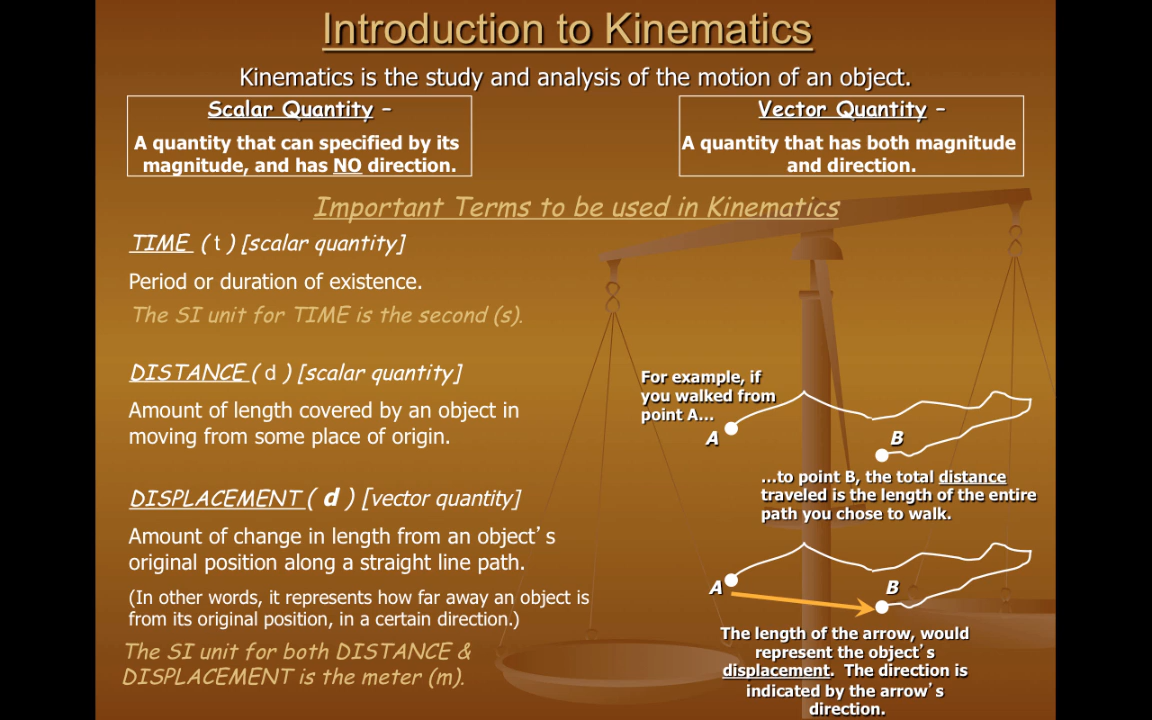 Introduction to Kinematics
Kinematics is the study and analysis of the motion of an object.
Scalar Quantity –
A quantity that can specified by its
magnitude, and has NO direction.
Vector Quantity –
A quantity that has both magnitude
and direction.
Important Terms to be used in Kinematics
TIME ( t ) [scalar quantity]
Period or duration of existence.
The SI unit for TIME is the second (s).
DISTANCE ( d ) [scalar quantity]
Amount of length covered by an object in
moving from some place of origin.
DISPLACEMENT ( d ) [vector quantity]
Amount of change in length from an object’s
original position along a straight line path.
(In other words, it represents how far away an object is
from its original position, in a certain direction.)
The SI unit for both DISTANCE &
DISPLACEMENT is the meter (m).
For example, if
you walked from
point A…
A
B
…to point B, the total distance
traveled is the length of the entire
path you chose to walk.
A
B
The length of the arrow, would
represent the object’s
displacement. The direction is
indicated by the arrow’s
direction.